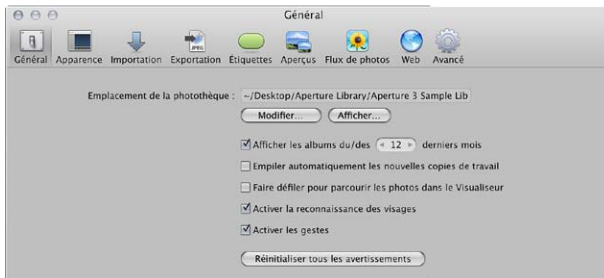 Général
Général Apparence Importation Exportation Étiquettes Aperçus Flux de photos Web Avancé
Emplacement de la photothèque : ~/Desktop/Aperture Library/Aperture 3 Sample Lib
Modifier... Afficher...
Afficher les albums du/des 12 derniers mois
Empiler automatiquement les nouvelles copies de travail
Faire défiler pour parcourir les photos dans le Visualiseur
Activer la reconnaissance des visages
Activer les gestes
Réinitialiser tous les avertissements